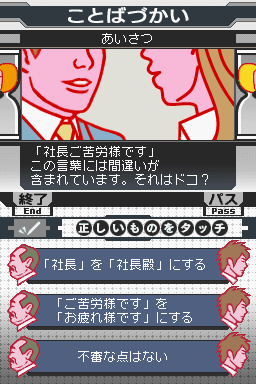 ことばづかい
あいさつ
「社長ご苦労様です」
この言葉には間違いが
含まれています。それはドコ？
終了
End
パス
Pass
正しいものをタッチ
「社長」を「社長殿」にする
「ご苦労様です」を
「お疲れ様です」にする
不審な点はない